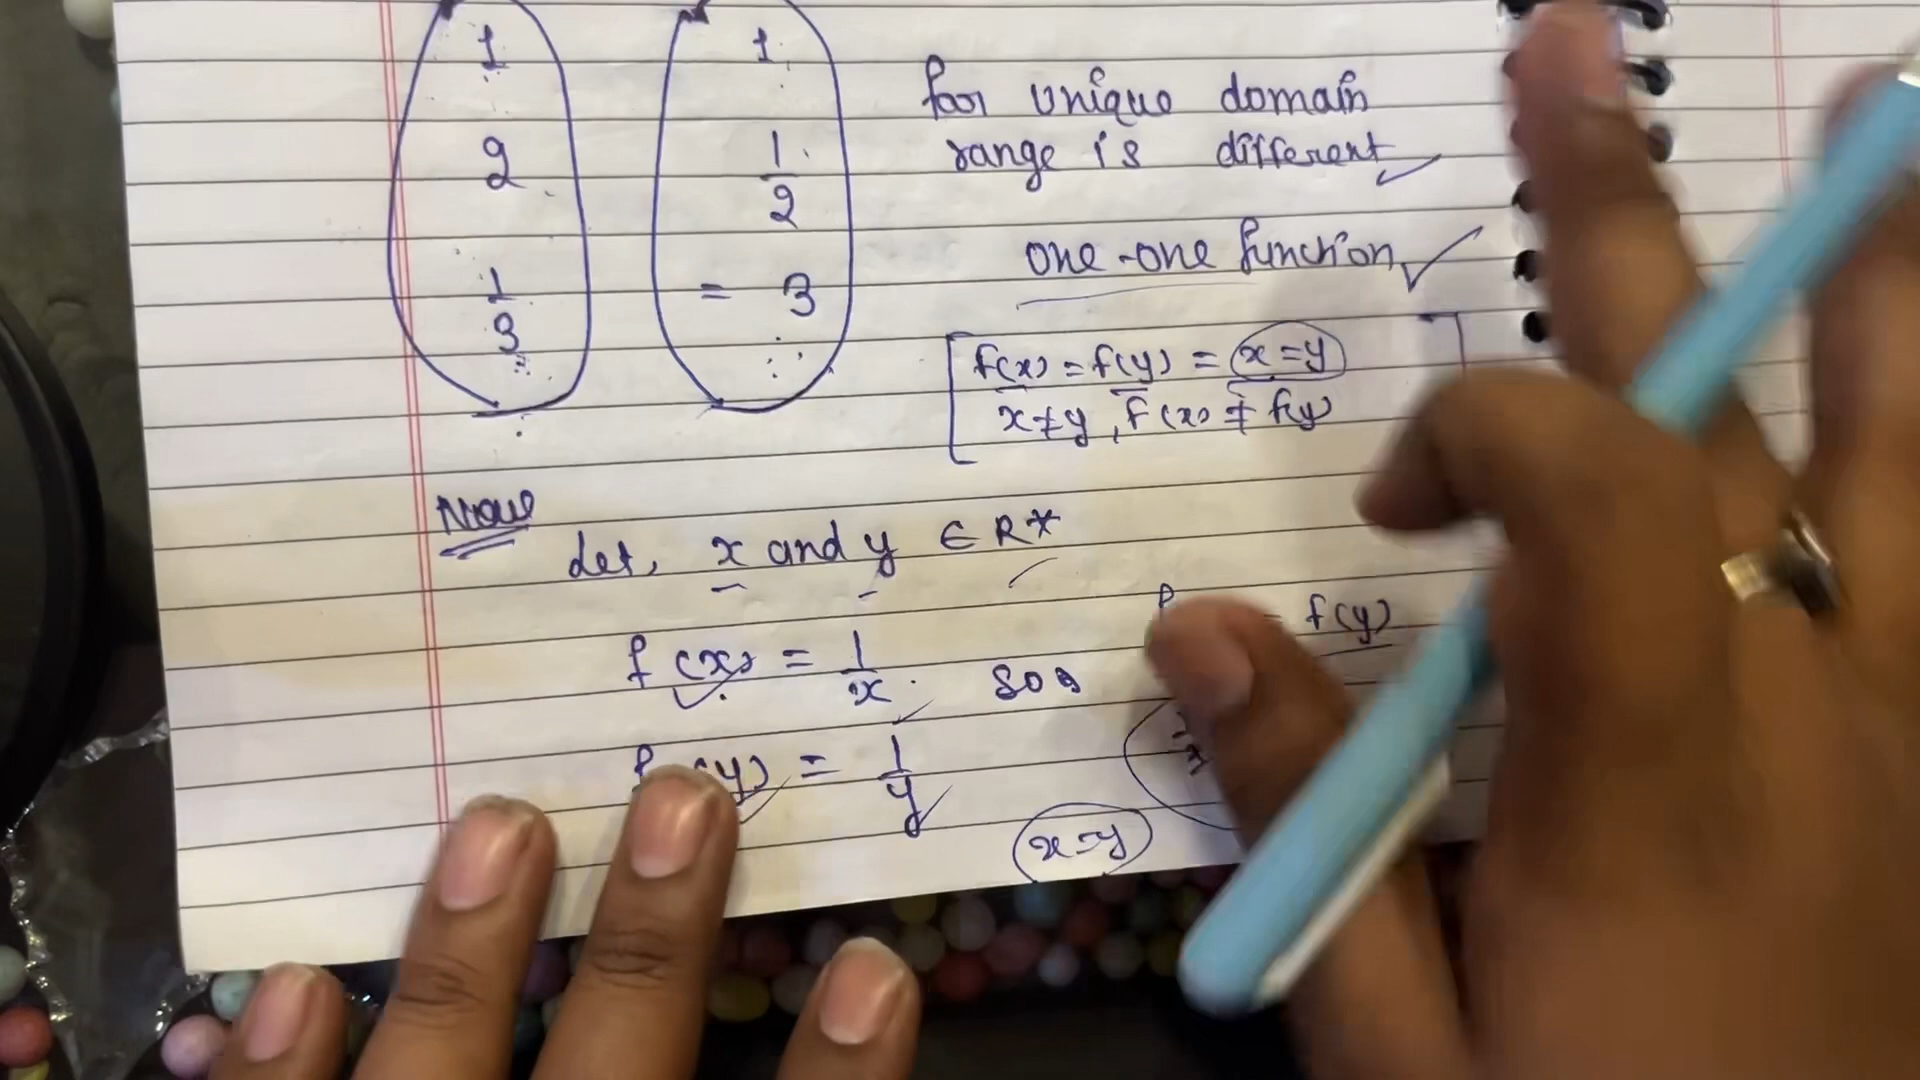 1
2
1/3
1
1/2
= 3
for unique domain
range is different
one-one function
f(x) = f(y) = x=y
x≠y, f(x) ≠ f(y)
Now
Let, x and y ∈ R*
f(x) = 1/x
so,
= f(y)
f(y) = 1/y
x=y